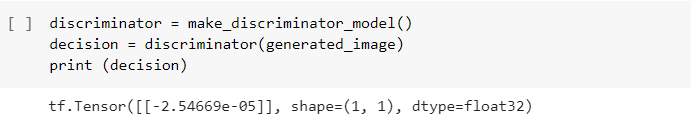 [ ] discriminator = make_discriminator_model()
decision = discriminator(generated_image)
print (decision)
tf.Tensor([[-2.54669e-05]], shape=(1, 1), dtype=float32)